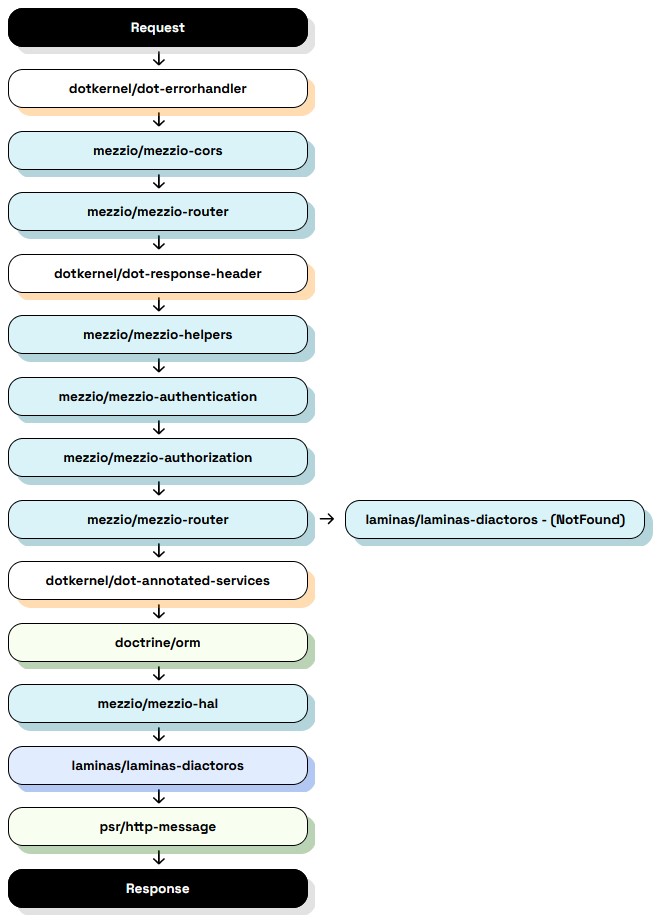 Request
dotkernel/dot-errorhandler
mezzio/mezzio-cors
mezzio/mezzio-router
dotkernel/dot-response-header
mezzio/mezzio-helpers
mezzio/mezzio-authentication
mezzio/mezzio-authorization
mezzio/mezzio-router
laminas/laminas-diactoros - (NotFound)
dotkernel/dot-annotated-services
doctrine/orm
mezzio/mezzio-hal
laminas/laminas-diactoros
psr/http-message
Response